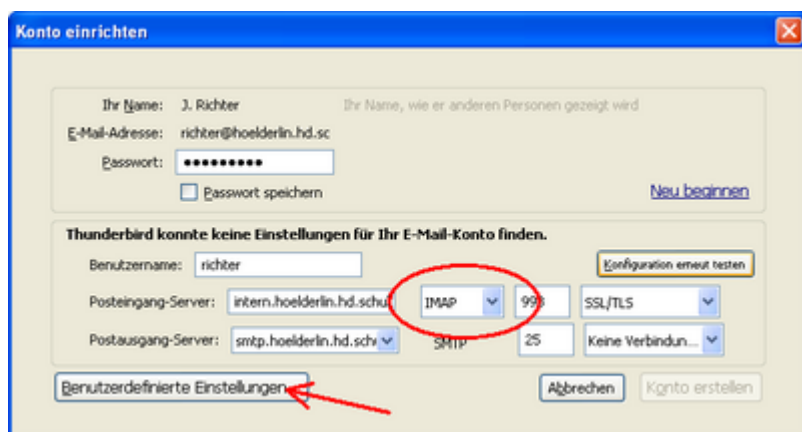 Konto einrichten
Ihr Name: J. Richter Ihr Name, wie er anderen Personen gezeigt wird
E-Mail-Adresse: richter@hoelderlin.hd.sc
Passwort: •••••••••
Passwort speichern Neu beginnen
Thunderbird konnte keine Einstellungen für Ihr E-Mail-Konto finden.
Benutzername: richter Konfiguration erneut testen
Posteingang-Server: intern.hoelderlin.hd.schul IMAP 993 SSL/TLS
Postausgang-Server: smtp.hoelderlin.hd.schu SMTP 25 Keine Verbindun...
Benutzerdefinierte Einstellungen... Abbrechen Konto erstellen